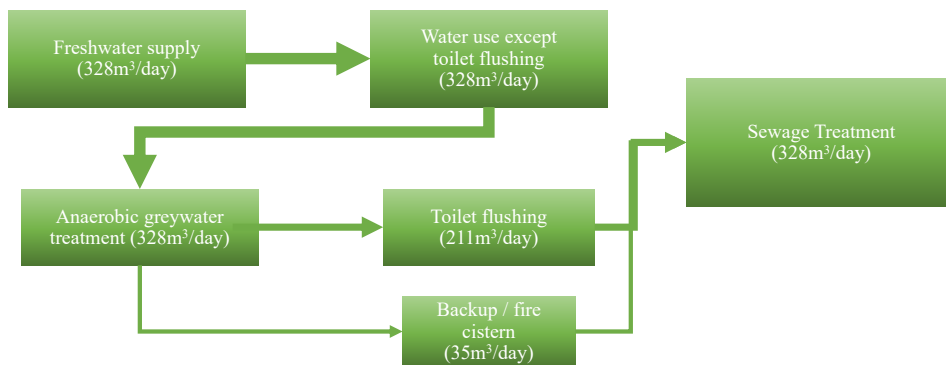 Freshwater supply
(328m³/day)
Water use except
toilet flushing
(328m³/day)
Sewage Treatment
(328m³/day)
Anaerobic greywater
treatment (328m³/day)
Toilet flushing
(211m³/day)
Backup / fire
cistern
(35m³/day)